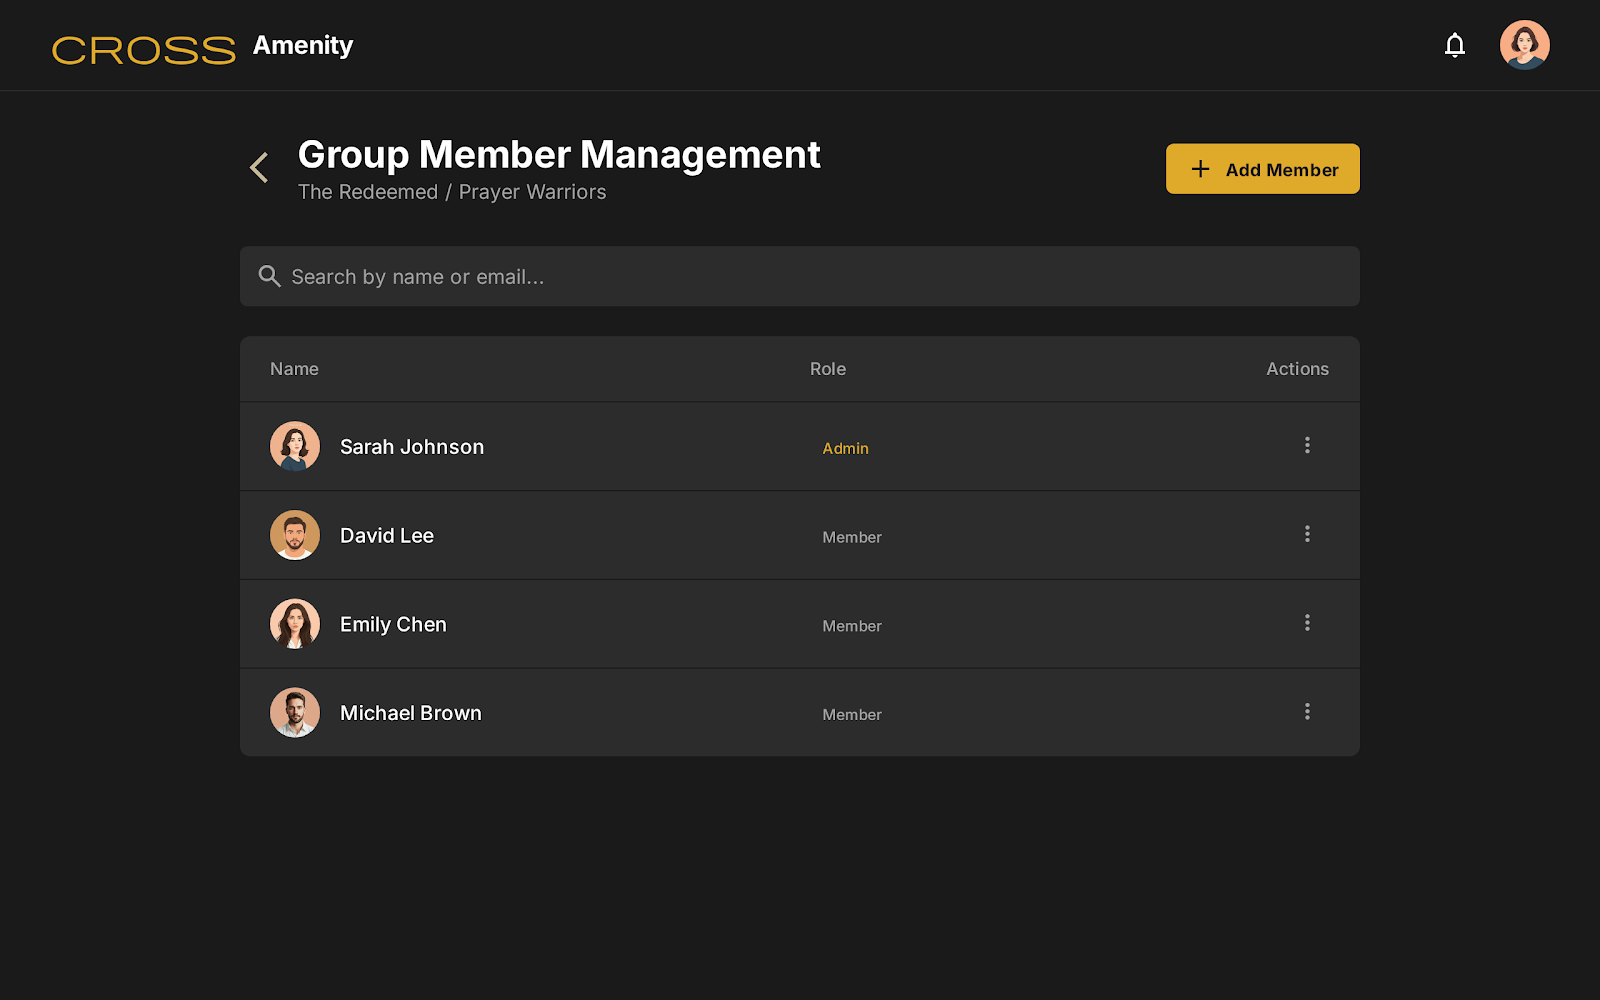 CROSS Amenity
Group Member Management
The Redeemed / Prayer Warriors
Add Member
Search by name or email...
Name Role Actions
Sarah Johnson Admin
David Lee Member
Emily Chen Member
Michael Brown Member